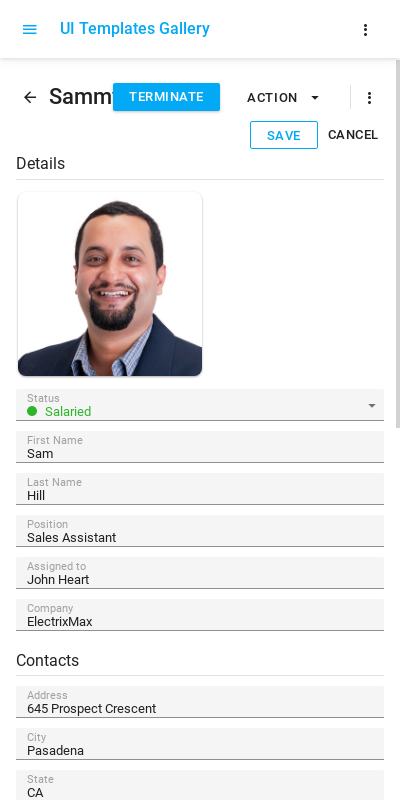 UI Templates Gallery
Samm
TERMINATE
ACTION
SAVE
CANCEL
Details
Status
Salaried
First Name
Sam
Last Name
Hill
Position
Sales Assistant
Assigned to
John Heart
Company
ElectrixMax
Contacts
Address
645 Prospect Crescent
City
Pasadena
State
CA